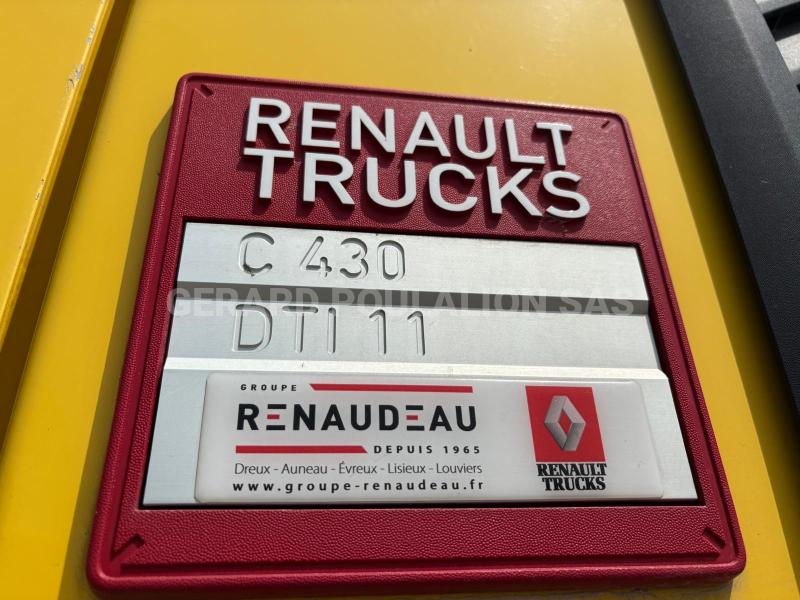 RENAULT
TRUCKS
C 430
GERARD POULATION SAS
DTI 11
GROUPE
RENAUDEAU
DEPUIS 1965
Dreux - Auneau - Évreux - Lisieux - Louviers
www.groupe-renaudeau.fr
RENAULT
TRUCKS